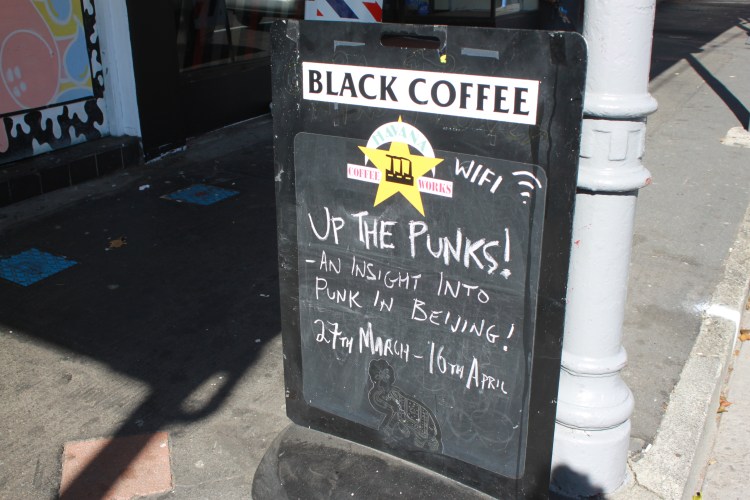 BLACK COFFEE
HAVANA
COFFEE WORKS
WIFI
UP THE PUNKS!
- AN INSIGHT INTO
PUNK IN BEIJING!
27TH MARCH - 16TH APRIL